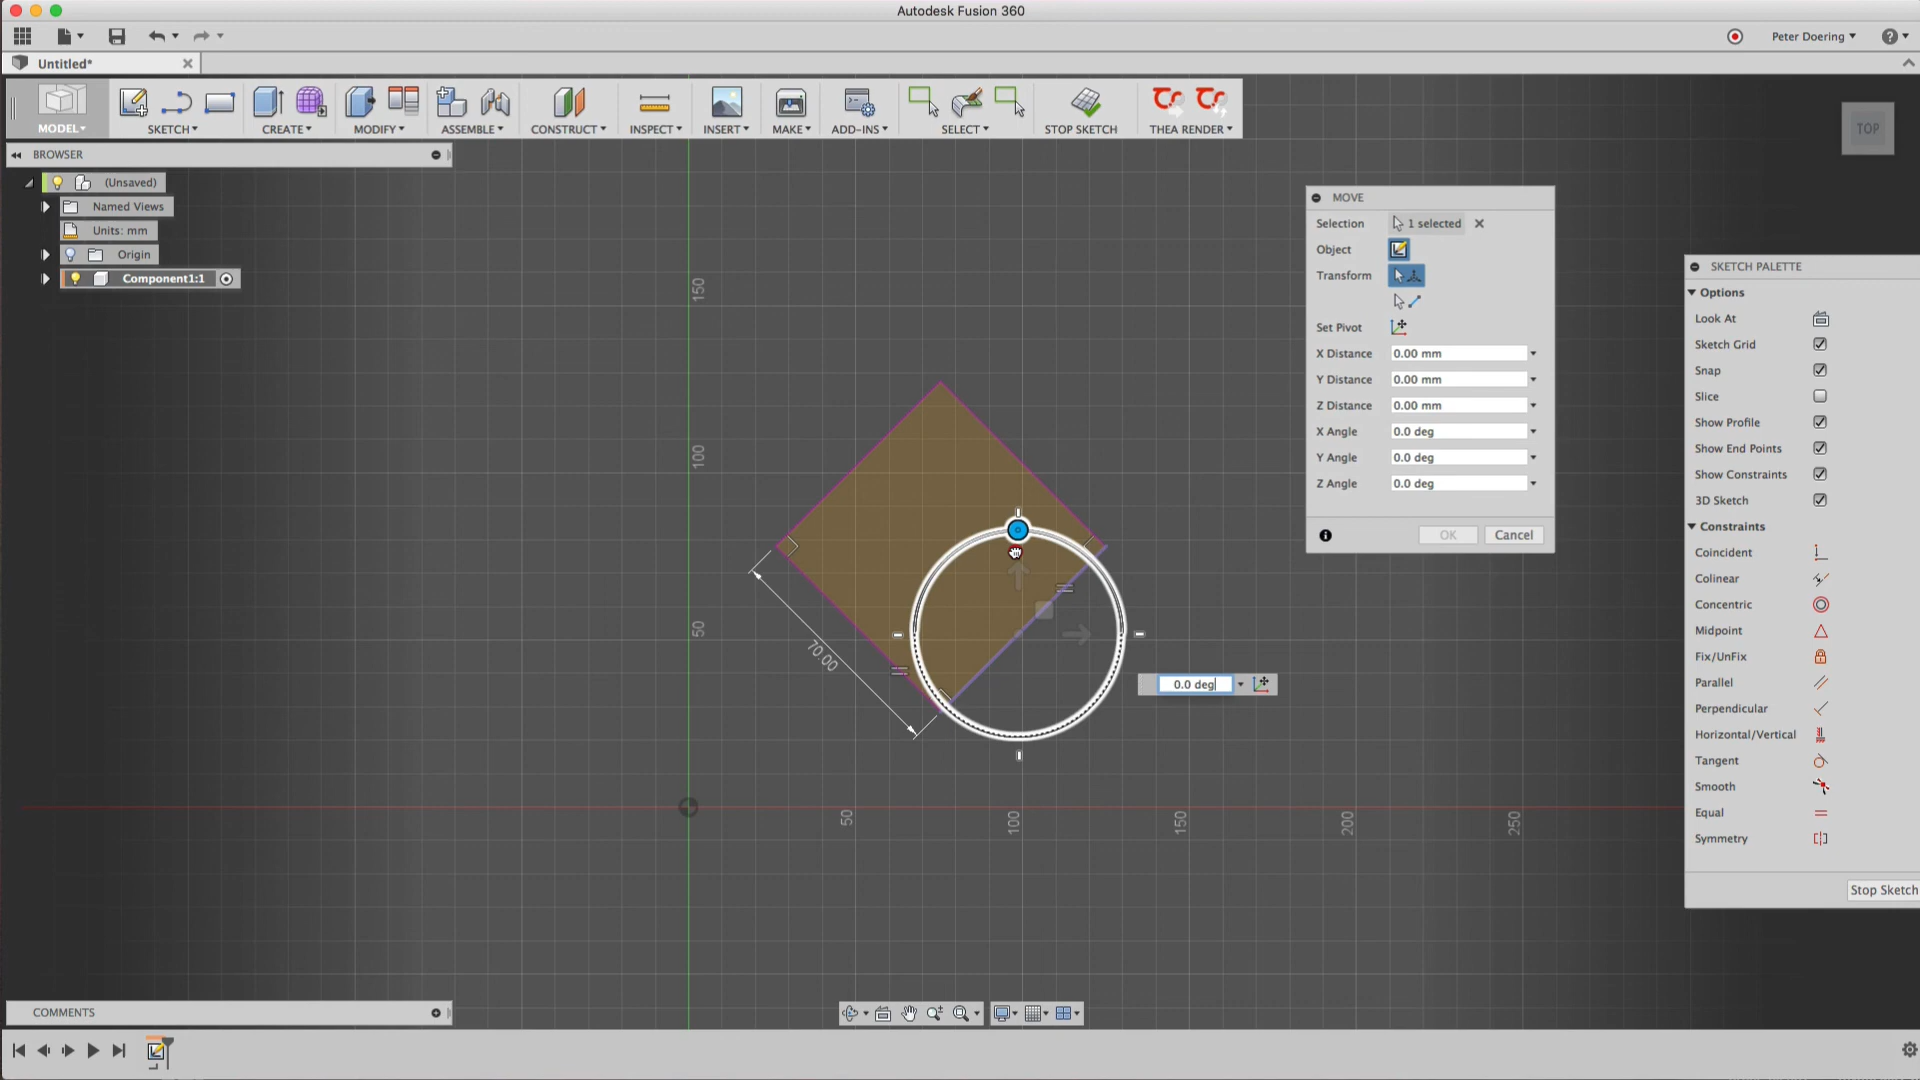 Autodesk Fusion 360
Peter Doering
Untitled*
MODEL
SKETCH
CREATE
MODIFY
ASSEMBLE
CONSTRUCT
INSPECT
INSERT
MAKE
ADD-INS
SELECT
STOP SKETCH
THEA RENDER
TOP
BROWSER
(Unsaved)
Named Views
Units: mm
Origin
Component1:1
MOVE
Selection 1 selected
Object
Transform
Set Pivot
X Distance 0.00 mm
Y Distance 0.00 mm
Z Distance 0.00 mm
X Angle 0.0 deg
Y Angle 0.0 deg
Z Angle 0.0 deg
OK Cancel
SKETCH PALETTE
Options
Look At
Sketch Grid
Snap
Slice
Show Profile
Show End Points
Show Constraints
3D Sketch
Constraints
Coincident
Colinear
Concentric
Midpoint
Fix/UnFix
Parallel
Perpendicular
Horizontal/Vertical
Tangent
Smooth
Equal
Symmetry
Stop Sketch
150
100
50
70.00
0.0 deg
50
100
150
200
250
COMMENTS